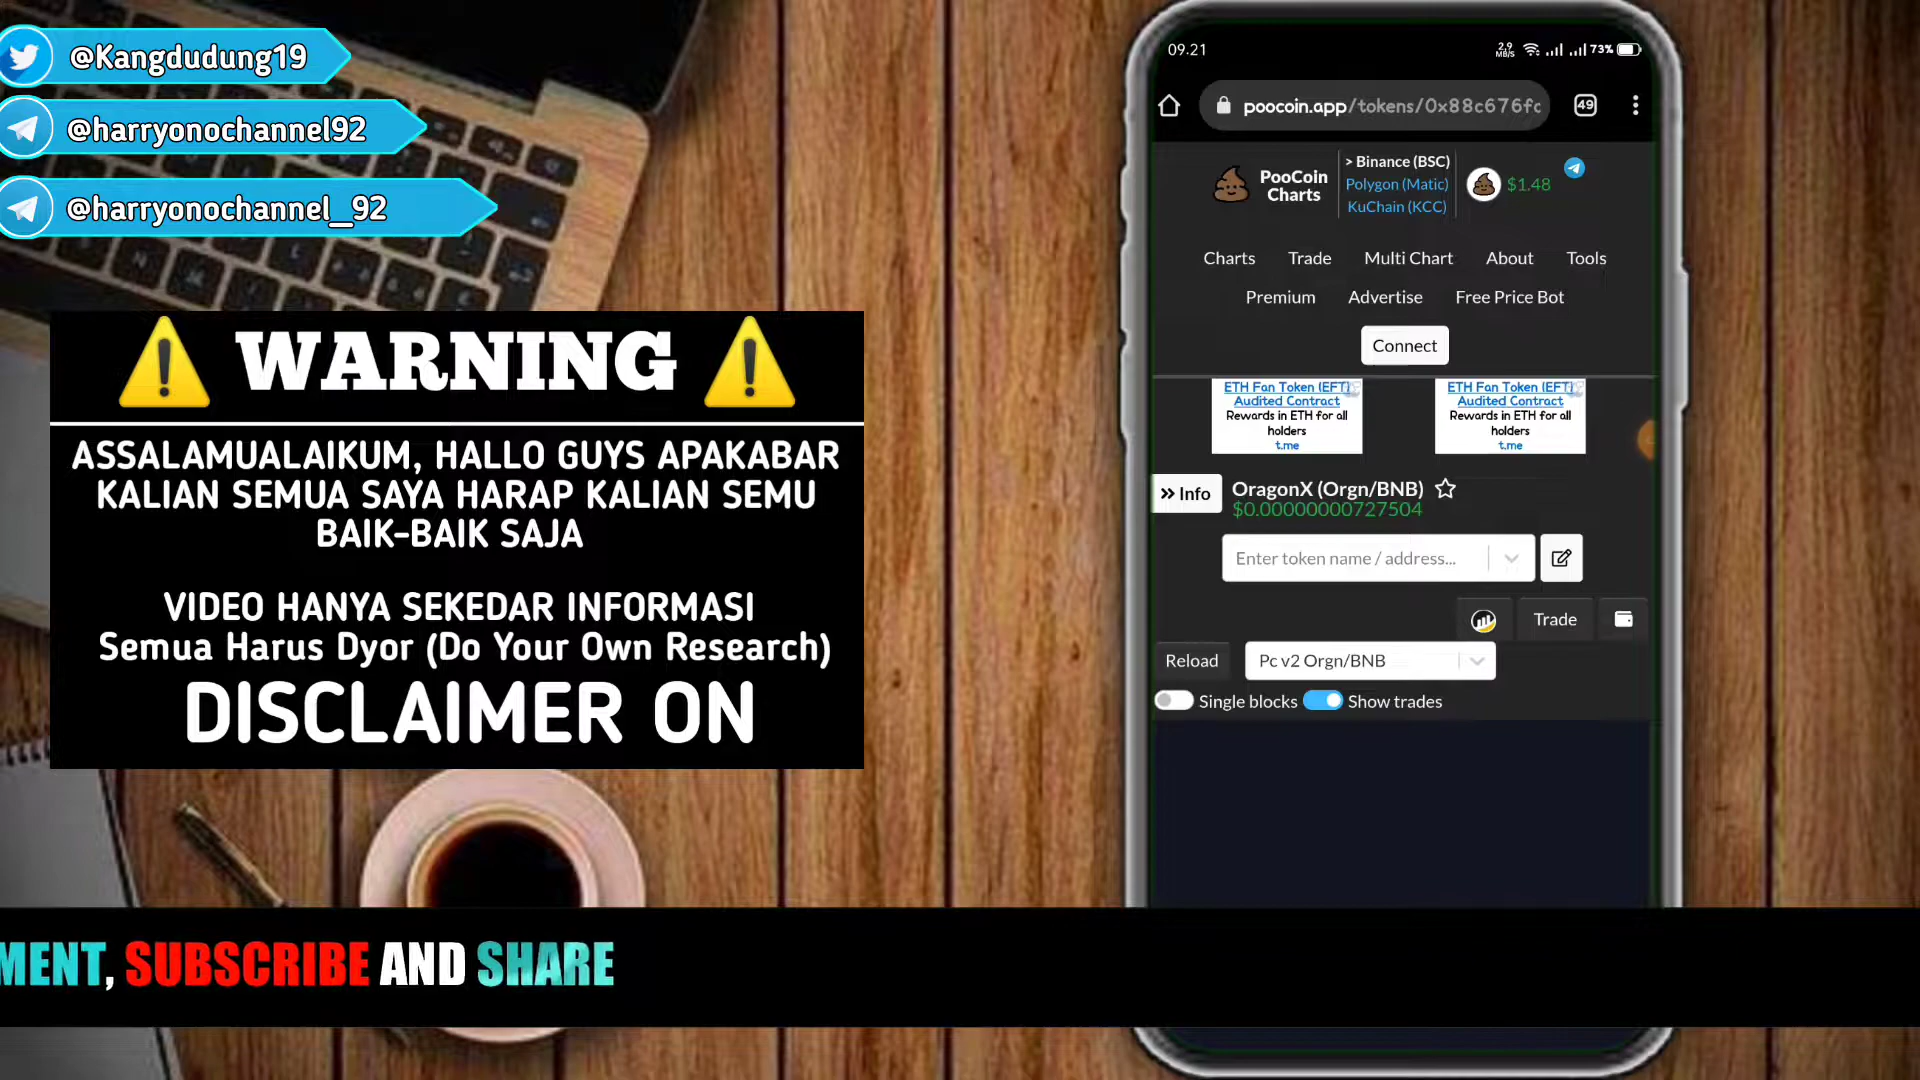 @Kangdudung19
@harryonochannel92
@harryonochannel_92
WARNING
ASSALAMUALAIKUM, HALLO GUYS APAKABAR
KALIAN SEMUA SAYA HARAP KALIAN SEMU
BAIK-BAIK SAJA
VIDEO HANYA SEKEDAR INFORMASI
Semua Harus Dyor (Do Your Own Research)
DISCLAIMER ON
MENT, SUBSCRIBE AND SHARE
09.21
2,9 MB/S
73%
poocoin.app/tokens/0x88c676fc
49
PooCoin
Charts
> Binance (BSC)
Polygon (Matic)
KuChain (KCC)
$1.48
Charts Trade Multi Chart About Tools
Premium Advertise Free Price Bot
Connect
ETH Fan Token (EFT)
Audited Contract
Rewards in ETH for all
holders
t.me
ETH Fan Token (EFT)
Audited Contract
Rewards in ETH for all
holders
t.me
Info
OragonX (Orgn/BNB)
$0.00000000727504
Enter token name / address...
Trade
Reload
Pc v2 Orgn/BNB
Single blocks
Show trades